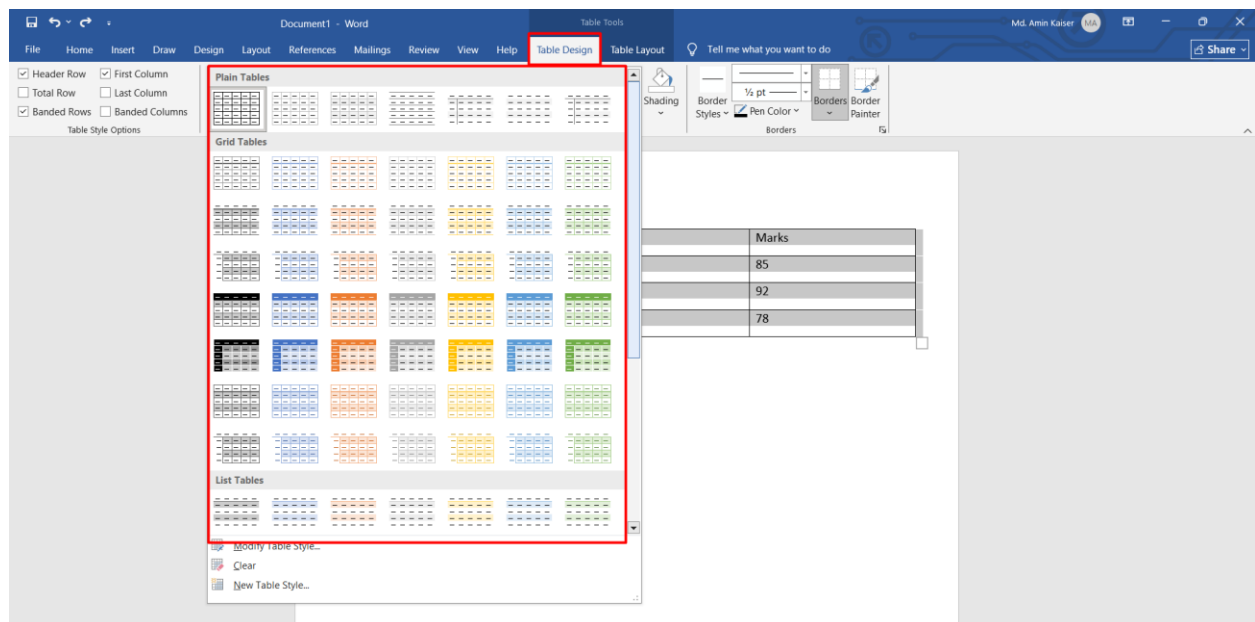 Document1 - Word
Table Tools
Md. Amin Kaiser
MA
File Home Insert Draw Design Layout References Mailings Review View Help Table Design Table Layout Tell me what you want to do Share
Header Row First Column
Total Row Last Column
Banded Rows Banded Columns
Table Style Options
Plain Tables
Grid Tables
List Tables
Modify Table Style...
Clear
New Table Style...
Shading
Border Styles
½ pt
Pen Color
Borders
Border Painter
Borders
Marks
85
92
78